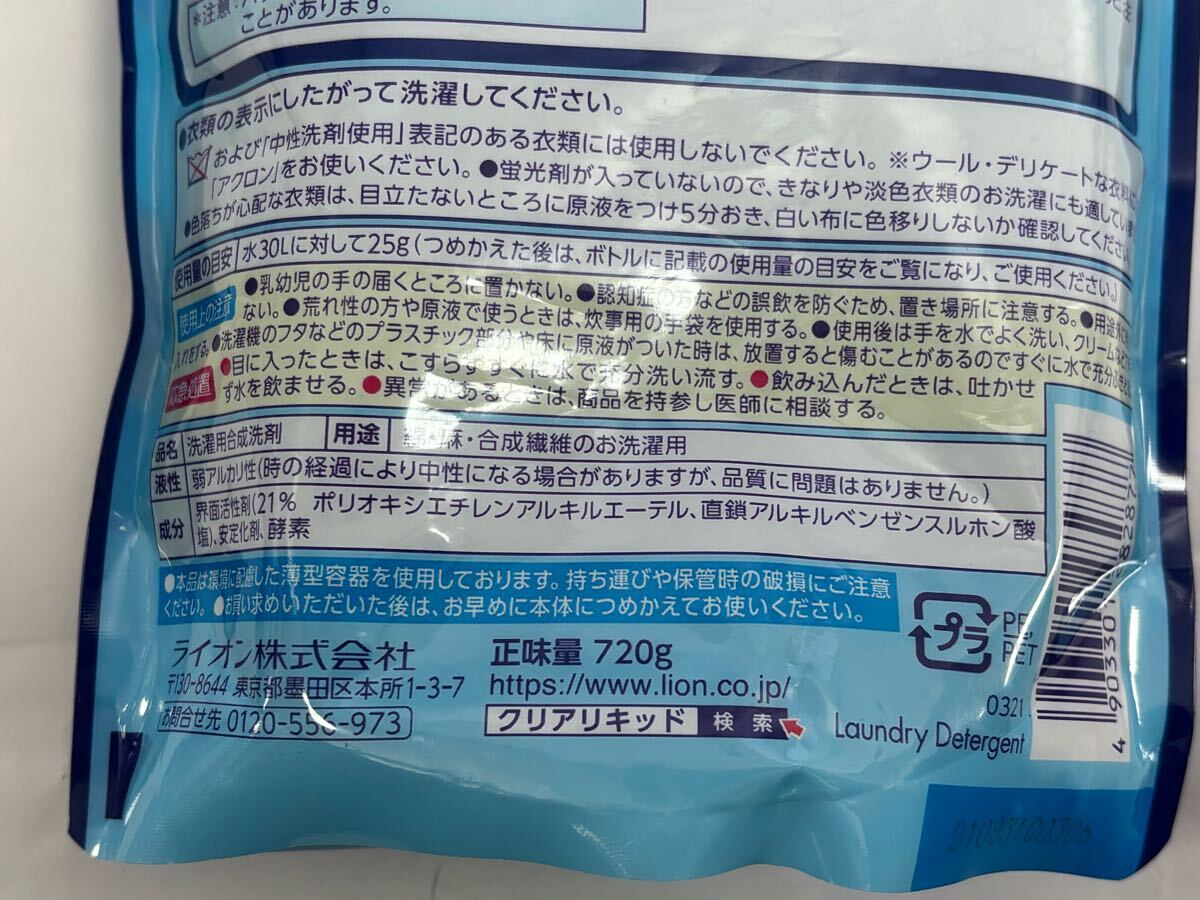 *注意:
ことがあります。
●衣類の表示にしたがって洗濯してください。
および「中性洗剤使用」表記のある衣類には使用しないでください。※ウール・デリケートな衣料
「アクロン」をお使いください。●蛍光剤が入っていないので、きなりや淡色衣類のお洗濯にも適してい
●色落ちが心配な衣類は、目立たないところに原液をつけ5分おき、白い布に色移りしないか確認してください。
使用量の目安 水30Lに対して25g(つめかえた後は、ボトルに記載の使用量の目安をご覧になり、ご使用ください。)
使用上の注意 ●乳幼児の手の届くところに置かない。●認知症の方などの誤飲を防ぐため、置き場所に注意する。●用途
ない。●荒れ性の方や原液で使うときは、炊事用の手袋を使用する。●使用後は手を水でよく洗い、クリーム
入れをする。●洗濯機のフタなどのプラスチック部分や床に原液がついた時は、放置すると傷むことがあるのですぐに水で充分
応急処置 ●目に入ったときは、こすらずすぐに水で充分洗い流す。●飲み込んだときは、吐かせ
ず水を飲ませる。●異常があるときは、商品を持参し医師に相談する。
品名 洗濯用合成洗剤 用途 綿・麻・合成繊維のお洗濯用
液性 弱アルカリ性(時の経過により中性になる場合がありますが、品質に問題はありません。)
成分 界面活性剤(21% ポリオキシエチレンアルキルエーテル、直鎖アルキルベンゼンスルホン酸
塩)、安定化剤、酵素
●本品は環境に配慮した薄型容器を使用しております。持ち運びや保管時の破損にご注意
ください。●お買い求めいただいた後は、お早めに本体につめかえてお使いください。
ライオン株式会社
〒130-8644 東京都墨田区本所1-3-7
お問合せ先 0120-556-973
正味量 720g
https://www.lion.co.jp/
クリアリキッド 検索
プラ
PE,
PET
0321
Laundry Detergent